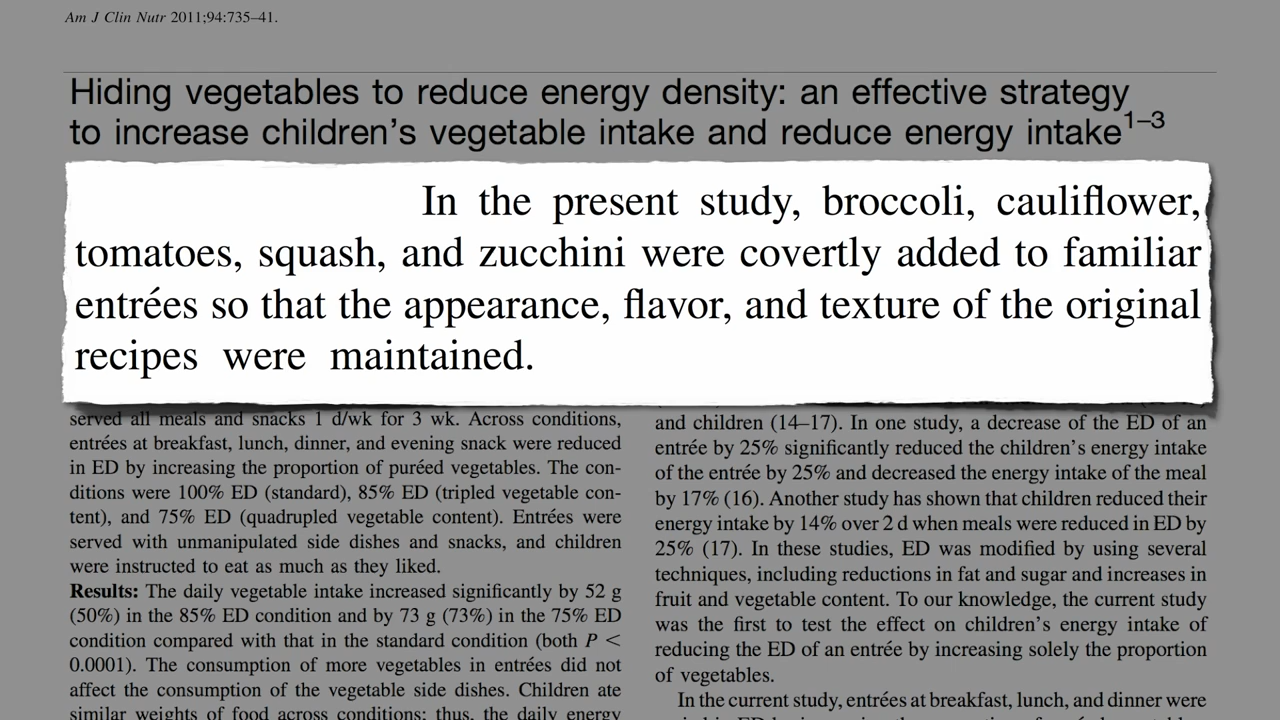 Am J Clin Nutr 2011;94:735–41.
Hiding vegetables to reduce energy density: an effective strategy
to increase children’s vegetable intake and reduce energy intake1–3
In the present study, broccoli, cauliflower,
tomatoes, squash, and zucchini were covertly added to familiar
entrées so that the appearance, flavor, and texture of the original
recipes were maintained.
served all meals and snacks 1 d/wk for 3 wk. Across conditions,
entrées at breakfast, lunch, dinner, and evening snack were reduced
in ED by increasing the proportion of puréed vegetables. The con-
ditions were 100% ED (standard), 85% ED (tripled vegetable con-
tent), and 75% ED (quadrupled vegetable content). Entrées were
served with unmanipulated side dishes and snacks, and children
were instructed to eat as much as they liked.
Results: The daily vegetable intake increased significantly by 52 g
(50%) in the 85% ED condition and by 73 g (73%) in the 75% ED
condition compared with that in the standard condition (both P <
0.0001). The consumption of more vegetables in entrées did not
affect the consumption of the vegetable side dishes. Children ate
similar weights of food across conditions; thus, the daily energy
and children (14–17). In one study, a decrease of the ED of an
entrée by 25% significantly reduced the children’s energy intake
of the entrée by 25% and decreased the energy intake of the meal
by 17% (16). Another study has shown that children reduced their
energy intake by 14% over 2 d when meals were reduced in ED by
25% (17). In these studies, ED was modified by using several
techniques, including reductions in fat and sugar and increases in
fruit and vegetable content. To our knowledge, the current study
was the first to test the effect on children’s energy intake of
reducing the ED of an entrée by increasing solely the proportion
of vegetables.
In the current study, entrées at breakfast, lunch, and dinner were